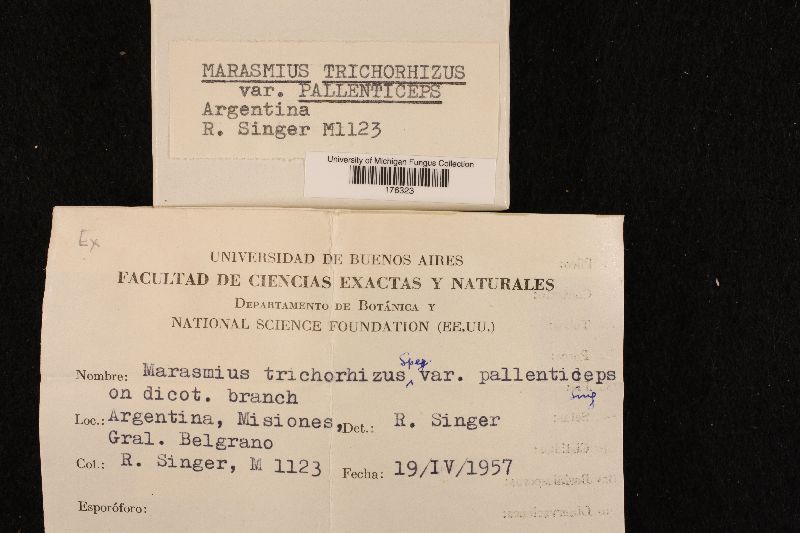 MARASMIUS TRICHORHIZUS
var. PALLENTICEPS
Argentina
R. Singer M1123
University of Michigan Fungus Collection
176323
Ex
UNIVERSIDAD DE BUENOS AIRES
FACULTAD DE CIENCIAS EXACTAS Y NATURALES
DEPARTAMENTO DE BOTÁNICA Y
NATIONAL SCIENCE FOUNDATION (EE.UU.)
Nombre: Marasmius trichorhizus Speg. var. pallenticeps Sing
on dicot. branch
Loc.: Argentina, Misiones, Det.: R. Singer
Gral. Belgrano
Col.: R. Singer, M 1123 Fecha: 19/IV/1957
Esporóforo: